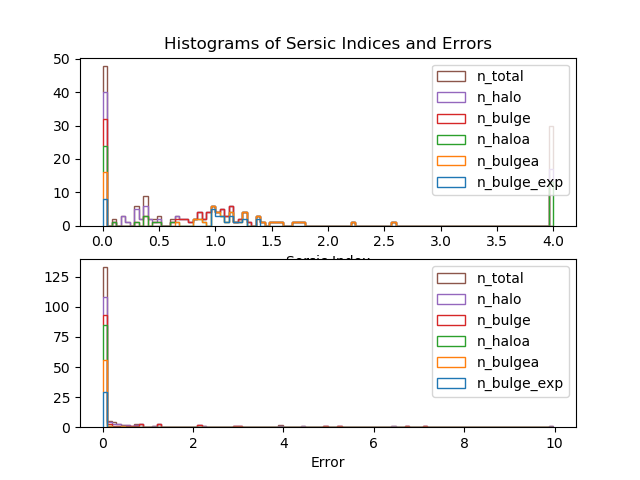 Histograms of Sersic Indices and Errors
50
40
30
20
10
0
n_total
n_halo
n_bulge
n_haloa
n_bulgea
n_bulge_exp
0.0 0.5 1.0 1.5 2.0 2.5 3.0 3.5 4.0
Sersic Index
125
100
75
50
25
0
n_total
n_halo
n_bulge
n_haloa
n_bulgea
n_bulge_exp
0 2 4 6 8 10
Error